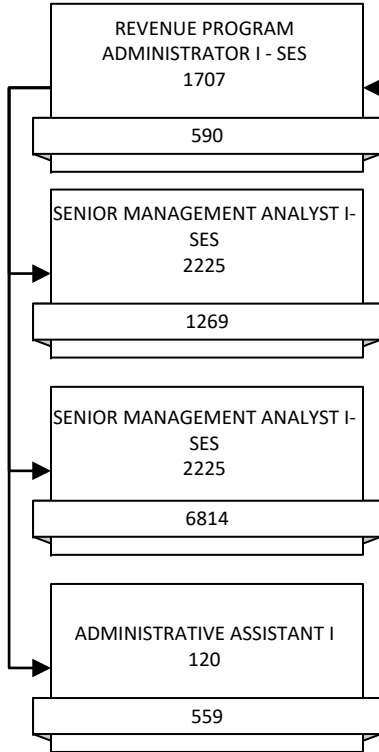 REVENUE PROGRAM
ADMINISTRATOR I - SES
1707
590
SENIOR MANAGEMENT ANALYST I-
SES
2225
1269
SENIOR MANAGEMENT ANALYST I-
SES
2225
6814
ADMINISTRATIVE ASSISTANT I
120
559